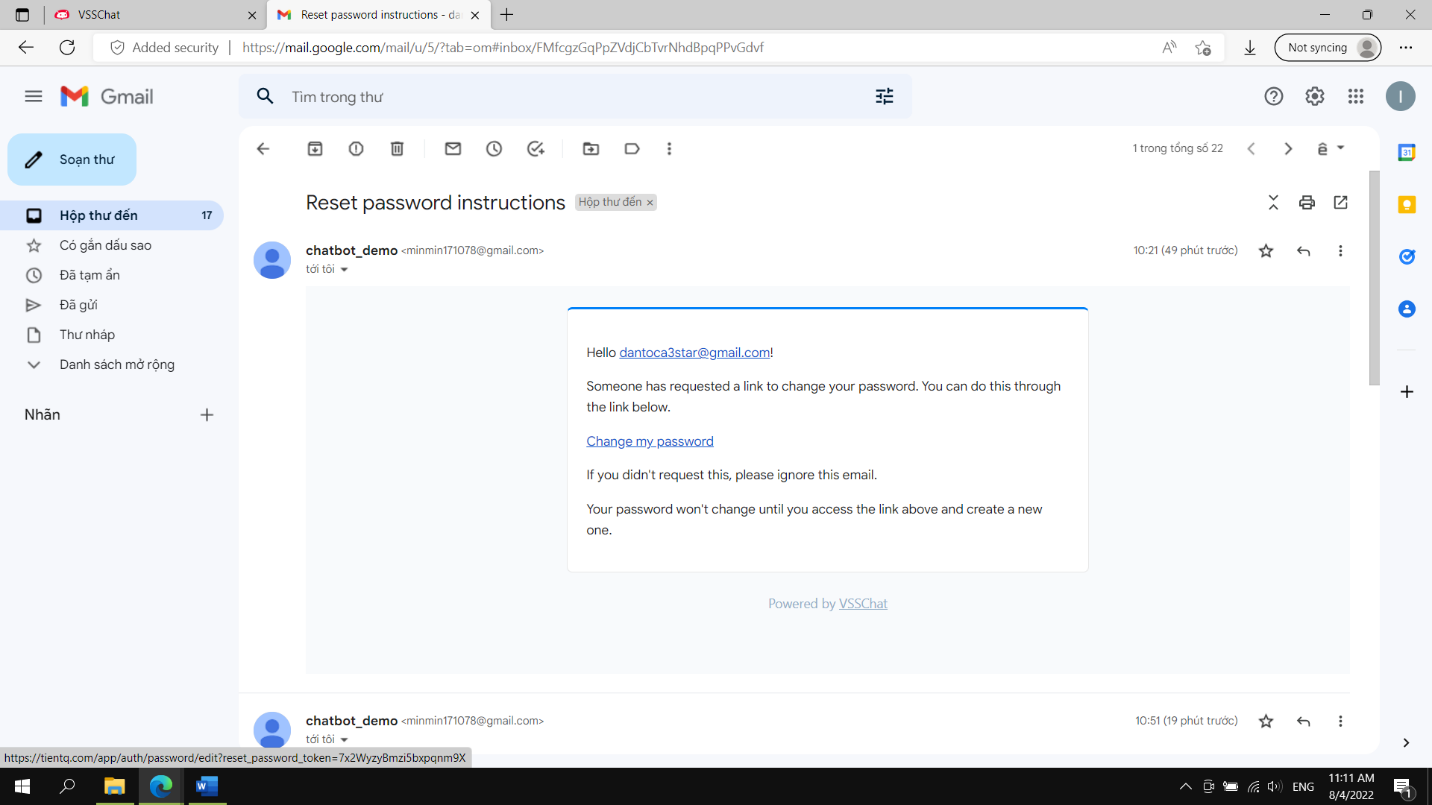 VSSChat
Reset password instructions - da
Added security
https://mail.google.com/mail/u/5/?tab=om#inbox/FMfcgzGqPpZVdjCbTvrNhdBpqPPvGdvf
Not syncing
Gmail
Tìm trong thư
I
Soạn thư
1 trong tổng số 22
Reset password instructions
Hộp thư đến ×
Hộp thư đến 17
Có gắn dấu sao
Đã tạm ẩn
Đã gửi
Thư nháp
Danh sách mở rộng
Nhãn
chatbot_demo <minmin171078@gmail.com>
10:21 (49 phút trước)
tới tôi
Hello dantoca3star@gmail.com!
Someone has requested a link to change your password. You can do this through
the link below.
Change my password
If you didn't request this, please ignore this email.
Your password won't change until you access the link above and create a new
one.
Powered by VSSChat
chatbot_demo <minmin171078@gmail.com>
10:51 (19 phút trước)
tới tôi
https://tientq.com/app/auth/password/edit?reset_password_token=7x2WyzyBmzi5bxpqnm9X
31
ENG
11:11 AM
8/4/2022
1